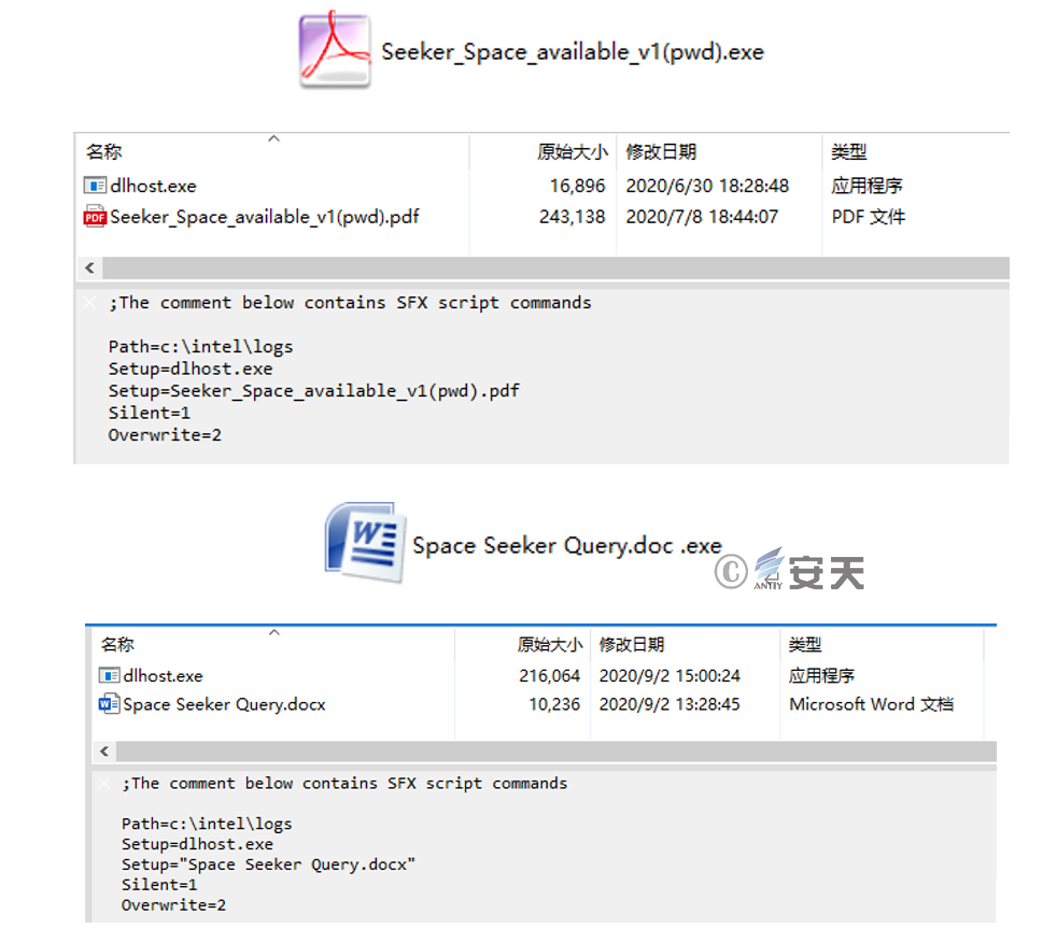 Seeker_Space_available_v1(pwd).exe
名称 原始大小 修改日期 类型
dlhost.exe 16,896 2020/6/30 18:28:48 应用程序
PDF Seeker_Space_available_v1(pwd).pdf 243,138 2020/7/8 18:44:07 PDF 文件
;The comment below contains SFX script commands
Path=c:\intel\logs
Setup=dlhost.exe
Setup=Seeker_Space_available_v1(pwd).pdf
Silent=1
Overwrite=2
W
Space Seeker Query.doc .exe
© ANTIY 安天
名称 原始大小 修改日期 类型
dlhost.exe 216,064 2020/9/2 15:00:24 应用程序
W Space Seeker Query.docx 10,236 2020/9/2 13:28:45 Microsoft Word 文档
;The comment below contains SFX script commands
Path=c:\intel\logs
Setup=dlhost.exe
Setup="Space Seeker Query.docx"
Silent=1
Overwrite=2